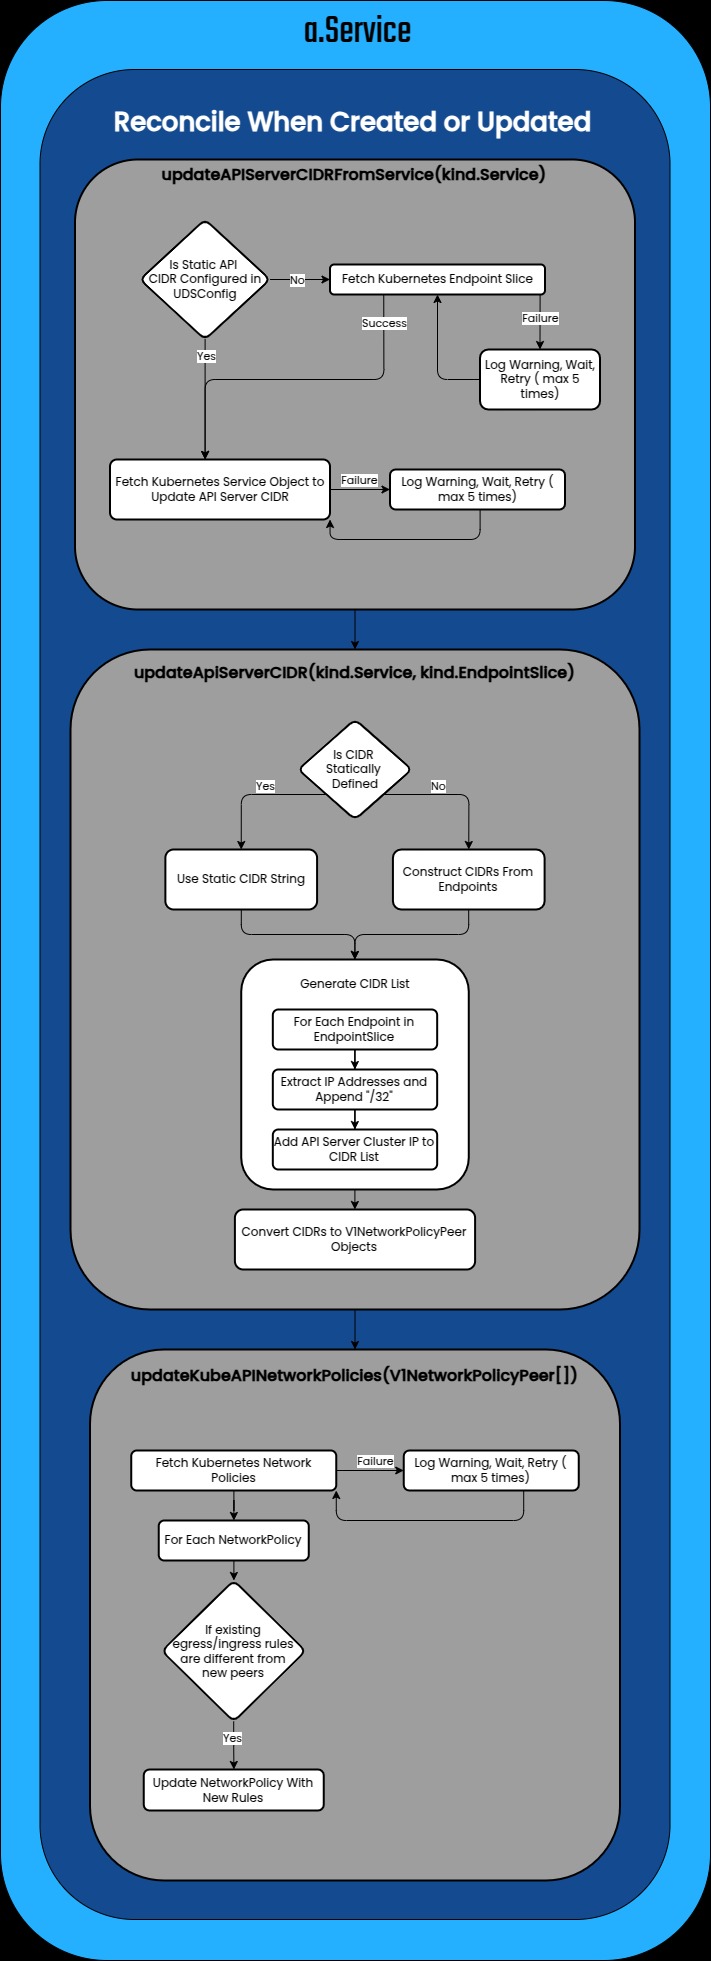 a.Service
Reconcile When Created or Updated
updateAPIServerCIDRFromService(kind.Service)
Is Static API
CIDR Configured in
UDSConfig
No
Fetch Kubernetes Endpoint Slice
Success
Failure
Yes
Log Warning, Wait,
Retry ( max 5
times)
Fetch Kubernetes Service Object to
Update API Server CIDR
Failure
Log Warning, Wait, Retry (
max 5 times)
updateApiServerCIDR(kind.Service, kind.EndpointSlice)
Is CIDR
Statically
Defined
Yes
No
Use Static CIDR String
Construct CIDRs From
Endpoints
Generate CIDR List
For Each Endpoint in
EndpointSlice
Extract IP Addresses and
Append "/32"
Add API Server Cluster IP to
CIDR List
Convert CIDRs to V1NetworkPolicyPeer
Objects
updateKubeAPINetworkPolicies(V1NetworkPolicyPeer[])
Fetch Kubernetes Network
Policies
Failure
Log Warning, Wait, Retry (
max 5 times)
For Each NetworkPolicy
If existing
egress/ingress rules
are different from
new peers
Yes
Update NetworkPolicy With
New Rules